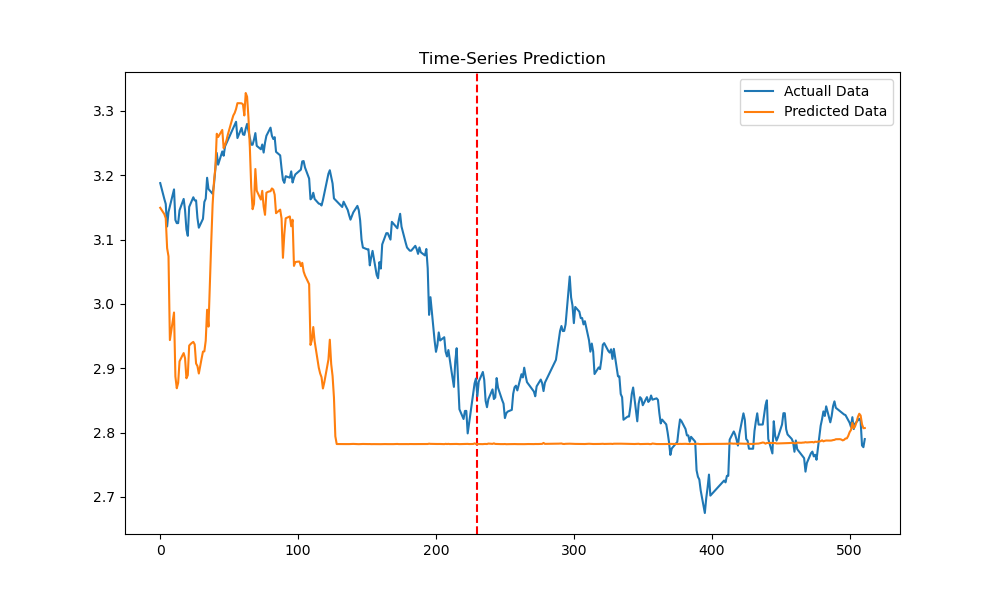 Time-Series Prediction
Actuall Data
Predicted Data
3.3
3.2
3.1
3.0
2.9
2.8
2.7
0 100 200 300 400 500